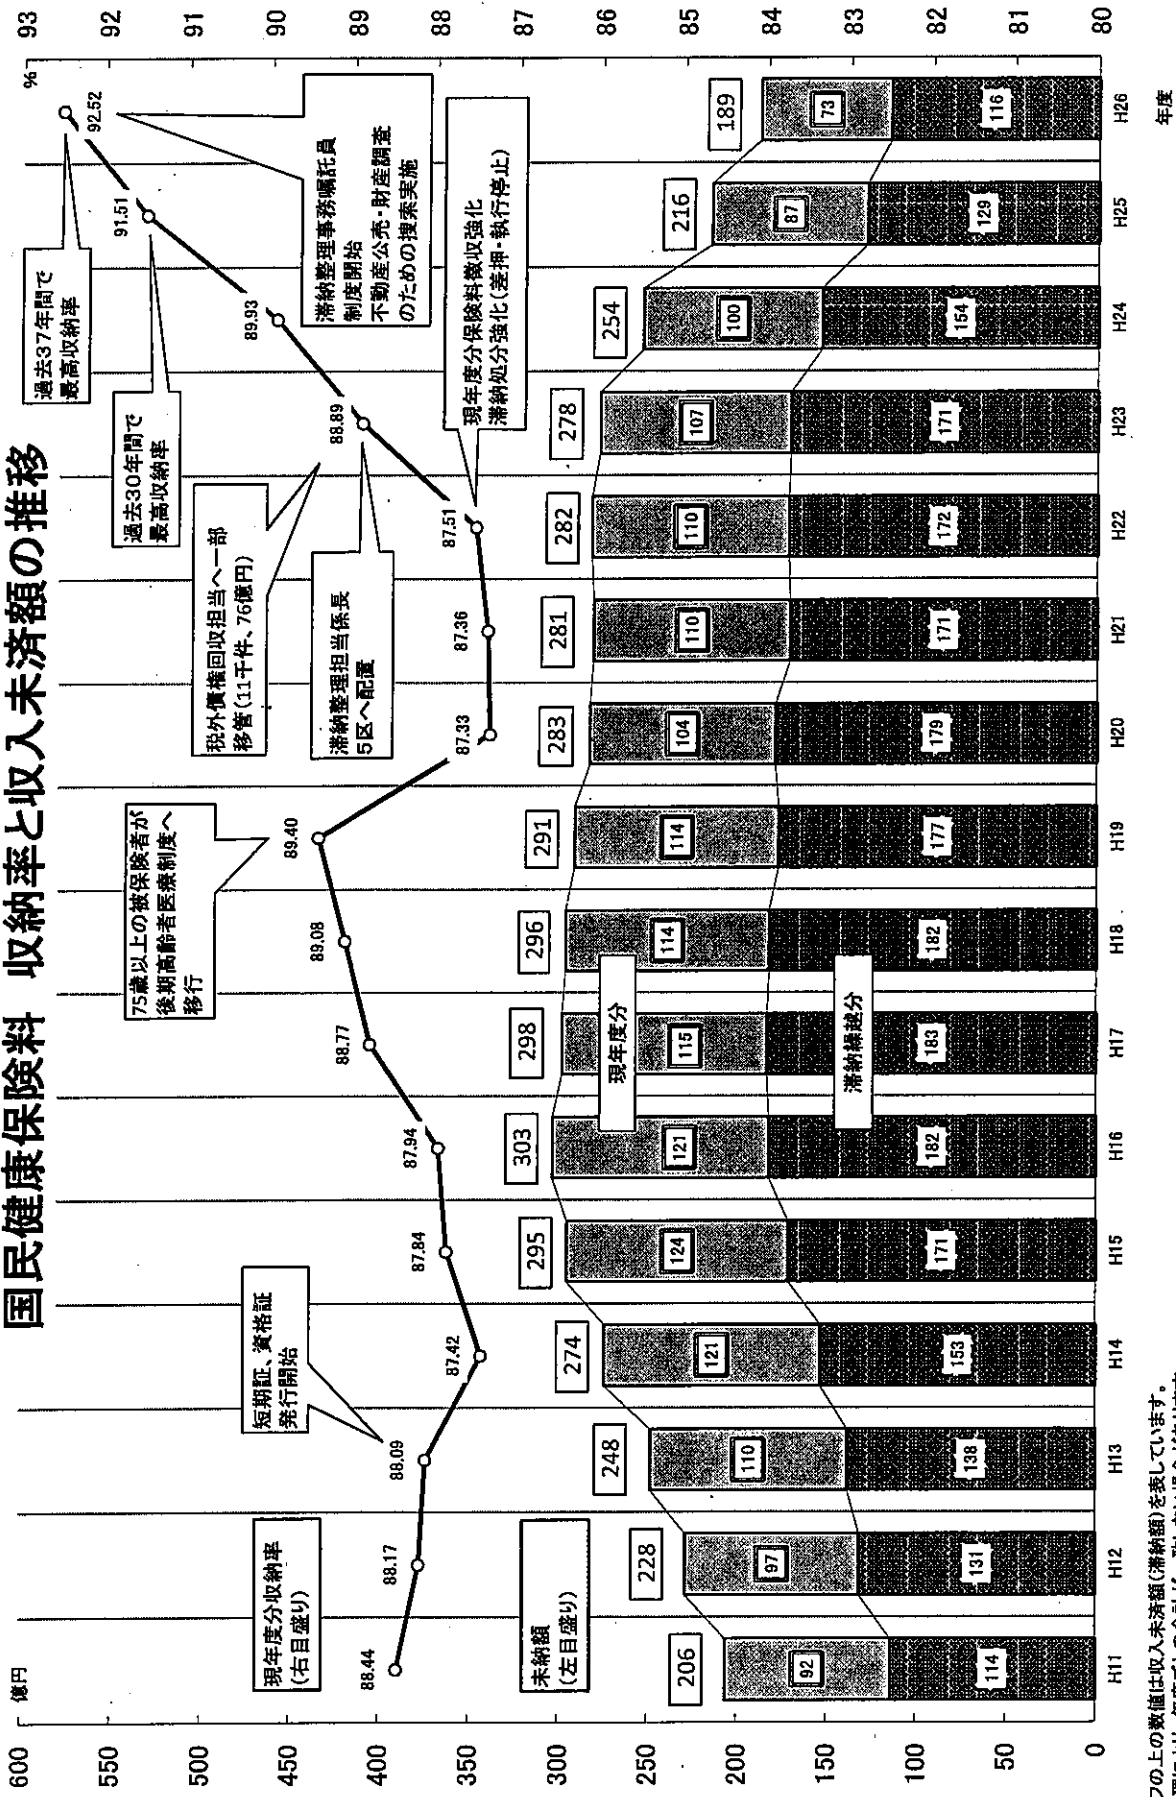 国民健康保険料 収納率と収入未済額の推移
億円
%
600
550
500
450
400
350
300
250
200
150
100
50
0
93
92
91
90
89
88
87
86
85
84
83
82
81
80
現年度分収納率
(右目盛り)
未納額
(左目盛り)
短期証、資格証
発行開始
75歳以上の被保険者が
後期高齢者医療制度へ
移行
税外債権回収担当へ一部
移管(11千件、76億円)
滞納整理担当係長
5区へ配置
過去30年間で
最高収納率
過去37年間で
最高収納率
滞納整理事務嘱託員
制度開始
不動産公売・財産調査
のための捜索実施
現年度分保険料徴収強化
滞納処分強化(差押・執行停止)
88.44
88.17
88.09
87.42
87.84
87.94
88.77
89.08
89.40
87.33
87.36
87.51
88.89
89.93
91.51
92.52
206
228
248
274
295
303
298
296
291
283
281
282
278
254
216
189
現年度分
92
97
110
121
124
121
115
114
114
104
110
110
107
100
87
73
滞納繰越分
114
131
138
153
171
182
183
182
177
179
171
172
171
154
129
116
H11
H12
H13
H14
H15
H16
H17
H18
H19
H20
H21
H22
H23
H24
H25
H26
年度
フの上の数値は収入未済額(滞納額)を表しています。